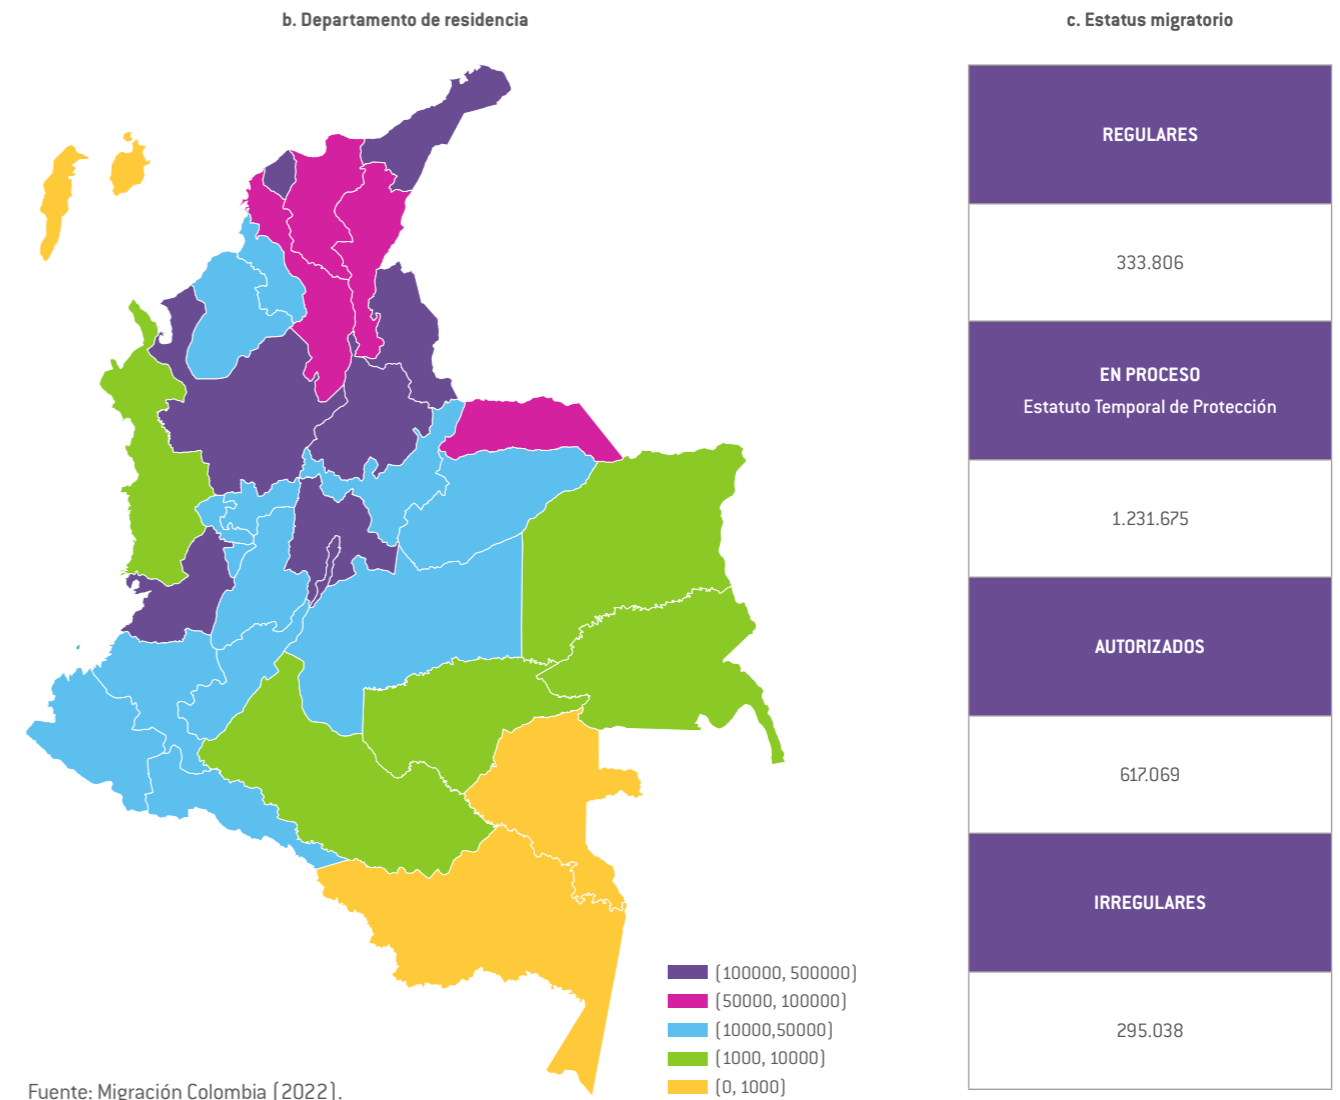 b. Departamento de residencia
c. Estatus migratorio
REGULARES
333.806
EN PROCESO
Estatuto Temporal de Protección
1.231.675
AUTORIZADOS
617.069
IRREGULARES
295.038
(100000, 500000)
(50000, 100000)
(10000,50000)
(1000, 10000)
(0, 1000)
Fuente: Migración Colombia (2022).